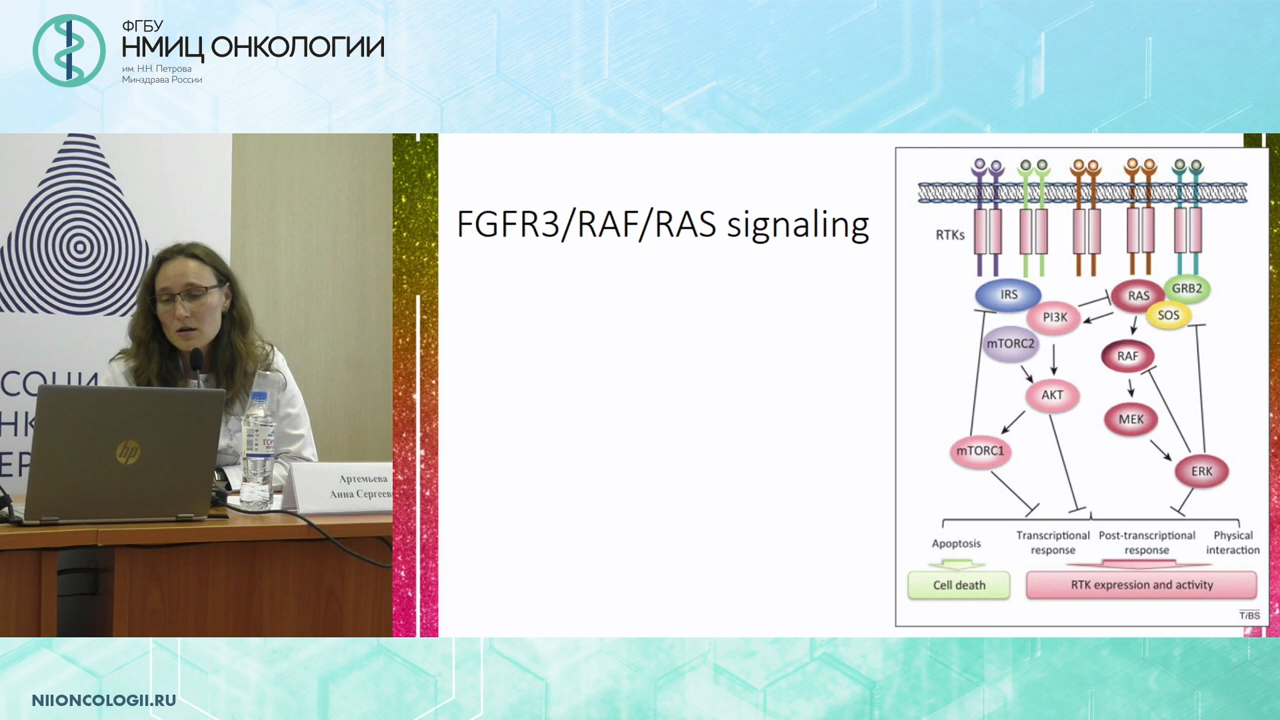 ФГБУ
НМИЦ ОНКОЛОГИИ
им. Н.Н. Петрова
Минздрава России
hp
Артемьева
Анна Сергеев
FGFR3/RAF/RAS signaling
RTKs
IRS
PI3K
RAS
GRB2
SOS
mTORC2
RAF
AKT
MEK
mTORC1
ERK
Apoptosis
Transcriptional
response
Post-transcriptional
response
Physical
interaction
Cell death
RTK expression and activity
TiBS
NIIONCOLOGII.RU